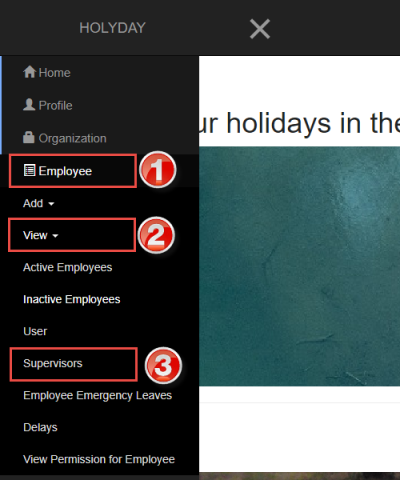 HOLYDAY
Home
Profile
Organization
ur holidays in the
Employee
1
Add
View
2
Active Employees
Inactive Employees
User
Supervisors
3
Employee Emergency Leaves
Delays
View Permission for Employee